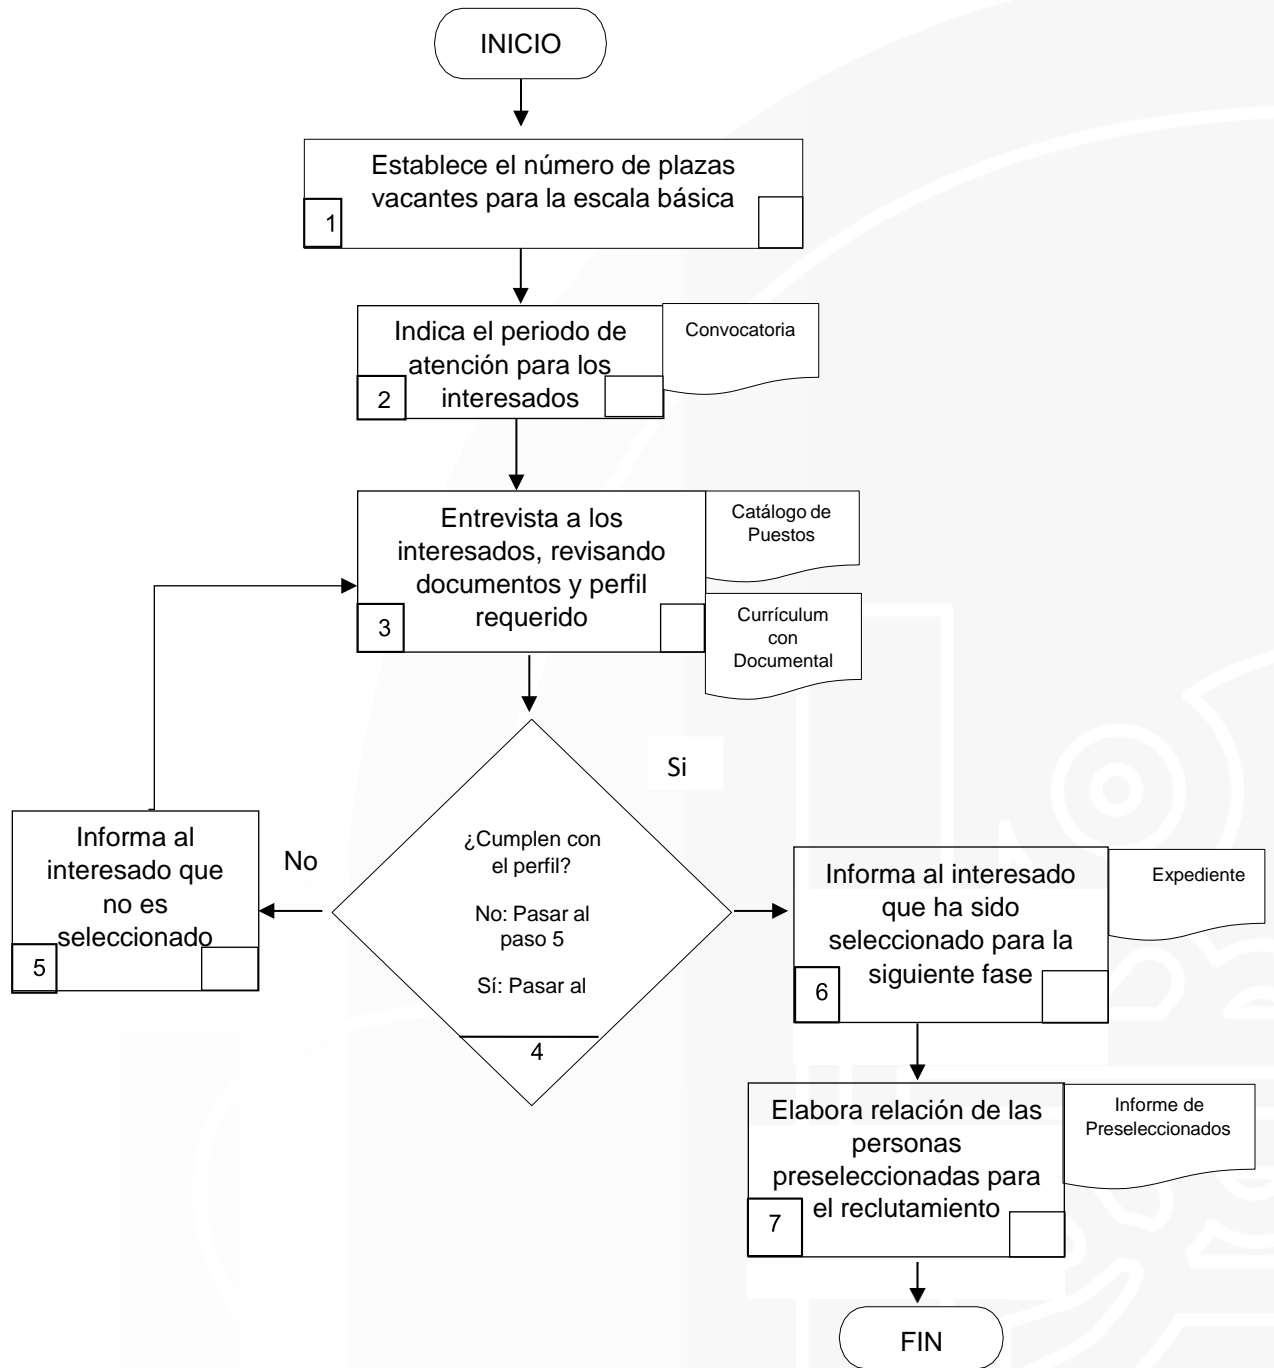 INICIO
Establece el número de plazas
vacantes para la escala básica
1
Indica el periodo de
atención para los
interesados
2
Convocatoria
Entrevista a los
interesados, revisando
documentos y perfil
requerido
3
Catálogo de
Puestos
Currículum
con
Documental
Si
¿Cumplen con
el perfil?
No: Pasar al
paso 5
Sí: Pasar al
4
No
Informa al
interesado que
no es
seleccionado
5
Informa al interesado
que ha sido
seleccionado para la
siguiente fase
6
Expediente
Elabora relación de las
personas
preseleccionadas para
el reclutamiento
7
Informe de
Preseleccionados
FIN